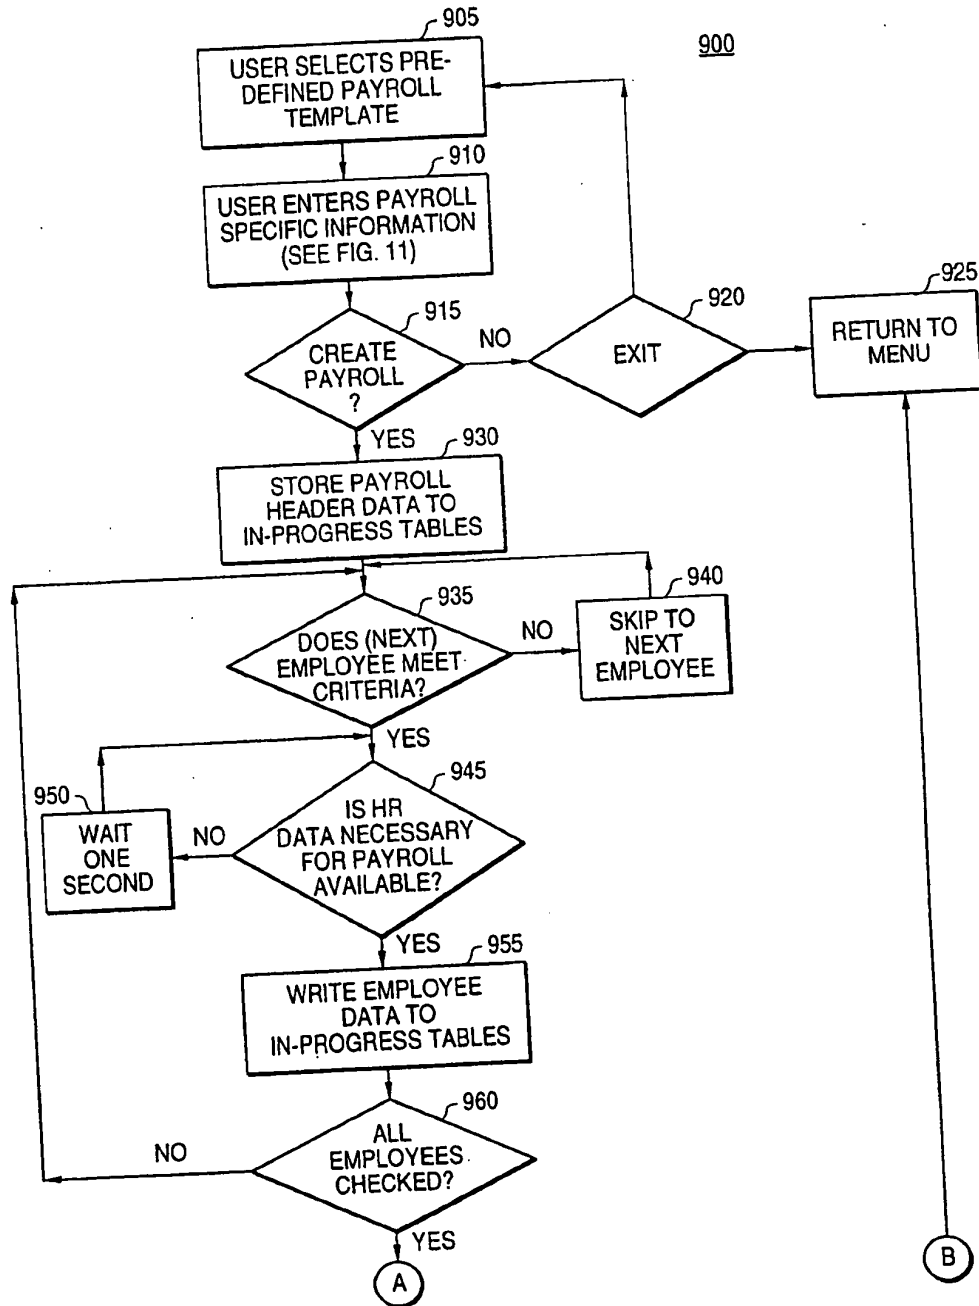 905
900
USER SELECTS PRE-
DEFINED PAYROLL
TEMPLATE
910
USER ENTERS PAYROLL
SPECIFIC INFORMATION
(SEE FIG. 11)
915
CREATE
PAYROLL
?
NO
920
EXIT
925
RETURN TO
MENU
YES
930
STORE PAYROLL
HEADER DATA TO
IN-PROGRESS TABLES
935
DOES (NEXT)
EMPLOYEE MEET
CRITERIA?
NO
940
SKIP TO
NEXT
EMPLOYEE
YES
945
IS HR
DATA NECESSARY
FOR PAYROLL
AVAILABLE?
NO
950
WAIT
ONE
SECOND
YES
955
WRITE EMPLOYEE
DATA TO
IN-PROGRESS TABLES
960
ALL
EMPLOYEES
CHECKED?
NO
YES
A
B